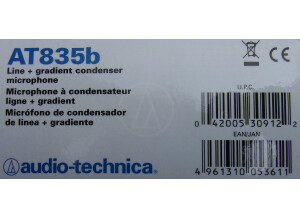 AT835b
Line + gradient condenser
microphone
Microphone à condensateur
ligne + gradient
Micrófono de condensador
de línea + gradiente
audio-technica
CE
U.P.C.
0 42005 30912 2
EAN/JAN
4 961310 053611